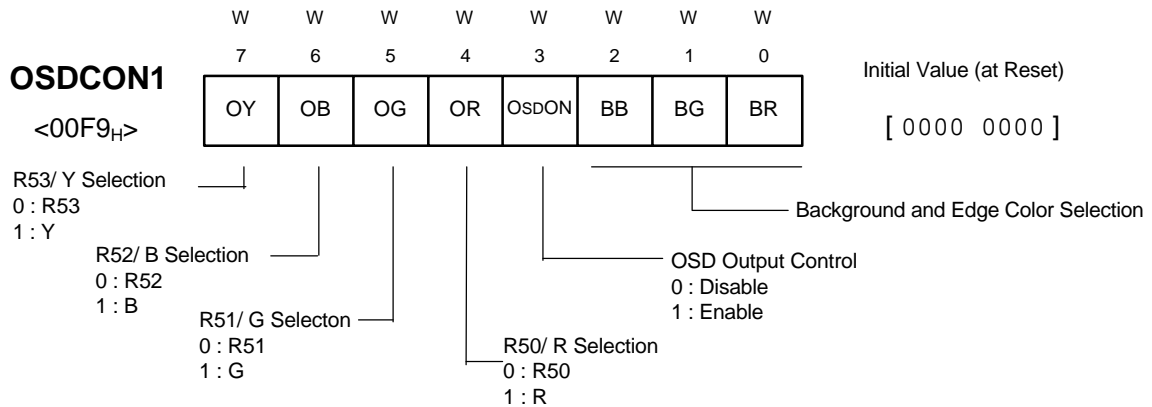 W W W W W W W W
7 6 5 4 3 2 1 0
OSDCON1
<00F9H>
OY OB OG OR OSDON BB BG BR
Initial Value (at Reset)
[ 0000 0000 ]
R53/ Y Selection
0 : R53
1 : Y
Background and Edge Color Selection
R52/ B Selection
0 : R52
1 : B
OSD Output Control
0 : Disable
1 : Enable
R51/ G Selecton
0 : R51
1 : G
R50/ R Selection
0 : R50
1 : R